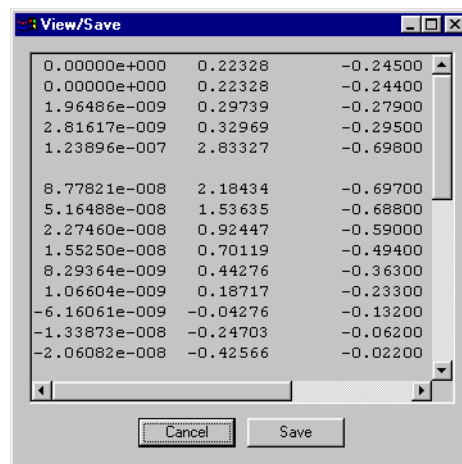 View/Save
0.00000e+000 0.22328 -0.24500
0.00000e+000 0.22328 -0.24400
1.96486e-009 0.29739 -0.27900
2.81617e-009 0.32969 -0.29500
1.23896e-007 2.83327 -0.69800
8.77821e-008 2.18434 -0.69700
5.16488e-008 1.53635 -0.68800
2.27460e-008 0.92447 -0.59000
1.55250e-008 0.70119 -0.49400
8.29364e-009 0.44276 -0.36300
1.06604e-009 0.18717 -0.23300
-6.16061e-009 -0.04276 -0.13200
-1.33873e-008 -0.24703 -0.06200
-2.06082e-008 -0.42566 -0.02200
Cancel Save